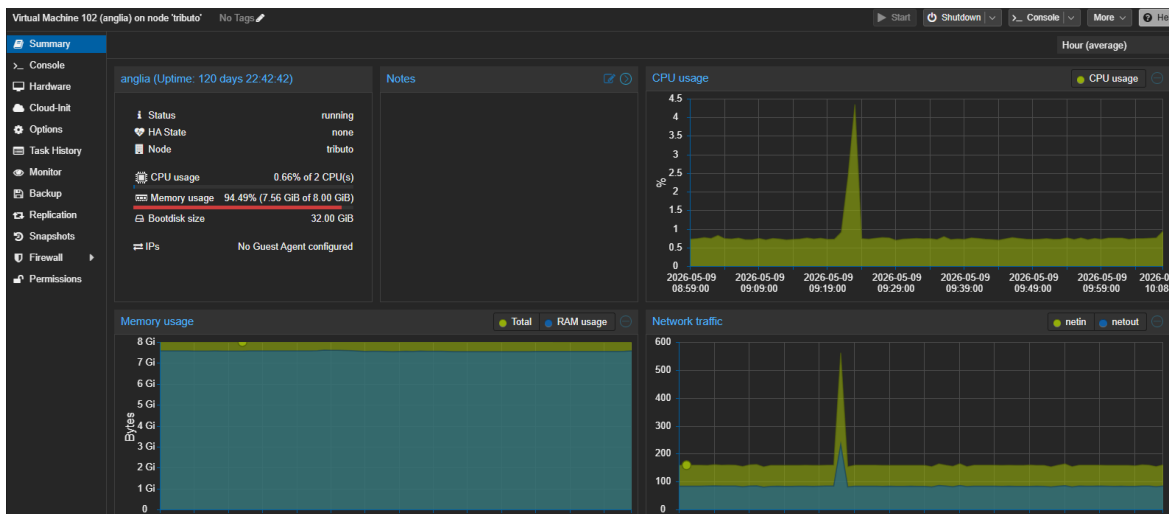 Virtual Machine 102 (anglia) on node 'tributo' No Tags Start Shutdown Console More
Summary
Console
Hardware
Cloud-Init
Options
Task History
Monitor
Backup
Replication
Snapshots
Firewall
Permissions
Hour (average)
anglia (Uptime: 120 days 22:42:42)
Status running
HA State none
Node tributo
CPU usage 0.66% of 2 CPU(s)
Memory usage 94.49% (7.56 GiB of 8.00 GiB)
Bootdisk size 32.00 GiB
IPs No Guest Agent configured
Notes
CPU usage CPU usage
4.5
4
3.5
3
2.5
2
1.5
1
0.5
0
%
2026-05-09 2026-05-09 2026-05-09 2026-05-09 2026-05-09 2026-05-09 2026-05-09 2026-0
08:59:00 09:09:00 09:19:00 09:29:00 09:39:00 09:49:00 09:59:00 10:08
Memory usage Total RAM usage
8 Gi
7 Gi
6 Gi
5 Gi
4 Gi
3 Gi
2 Gi
1 Gi
0
Bytes
Network traffic netin netout
600
500
400
300
200
100
0